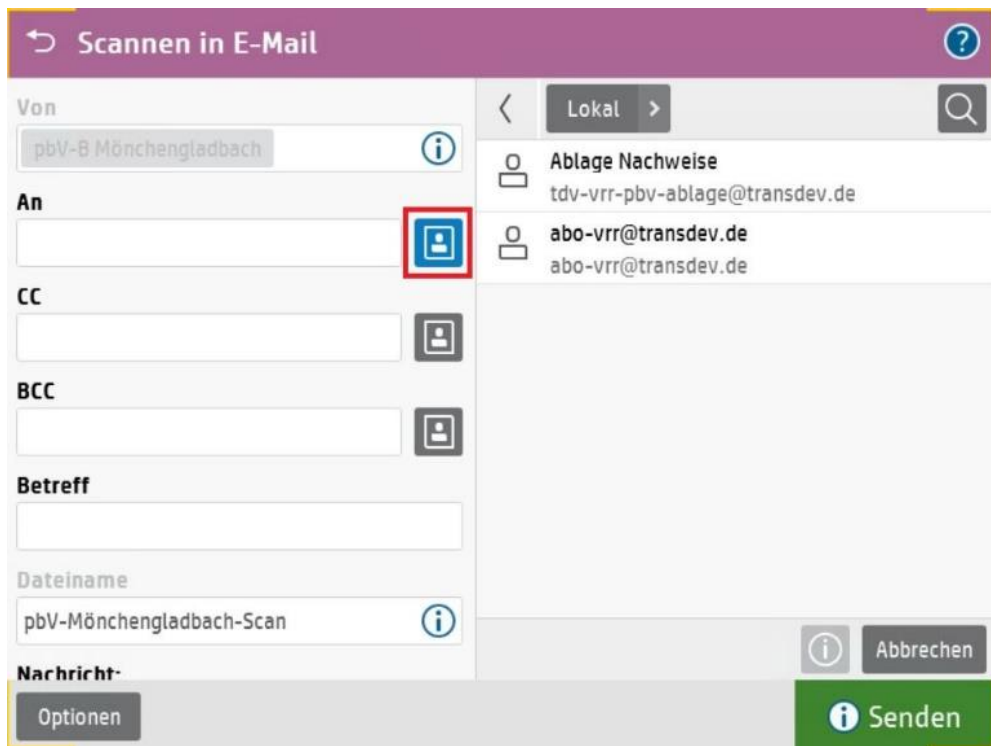 Scannen in E-Mail
?
Von
pbV-B Mönchengladbach
i
An
CC
BCC
Betreff
Dateiname
pbV-Mönchengladbach-Scan
i
Nachricht:
Optionen
Lokal
Ablage Nachweise
tdv-vrr-pbv-ablage@transdev.de
abo-vrr@transdev.de
abo-vrr@transdev.de
i
Abbrechen
i Senden